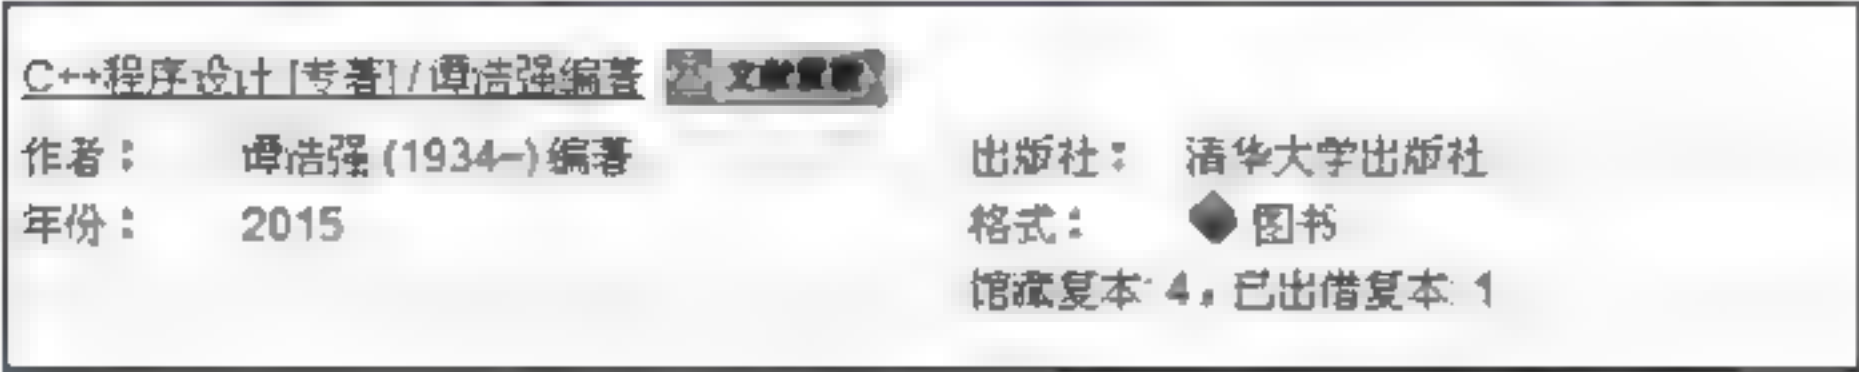 C++程序设计 [专著] / 谭浩强编著
作者： 谭浩强 (1934–) 编著 出版社： 清华大学出版社
年份： 2015 格式： 图书
馆藏复本: 4，已出借复本: 1